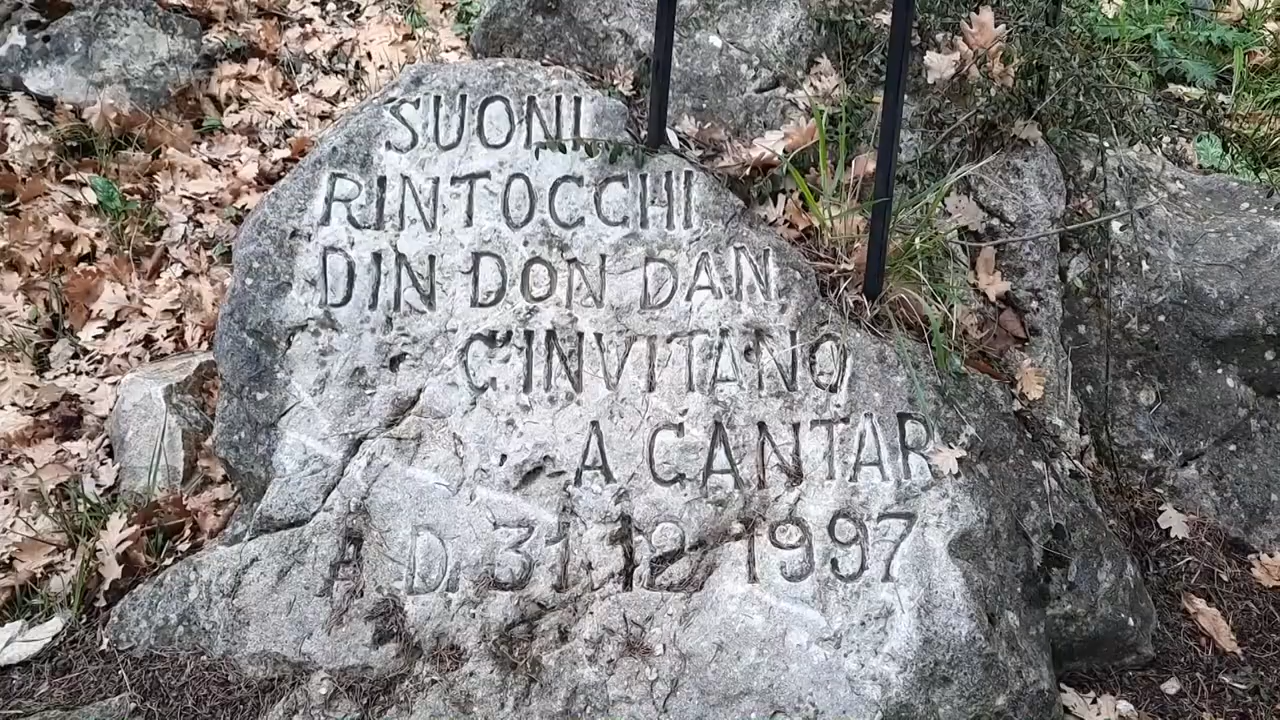 SUONI
RINTOCCHI
DIN DON DAN
C'INVITANO
A CANTAR
A D. 31 12 1997